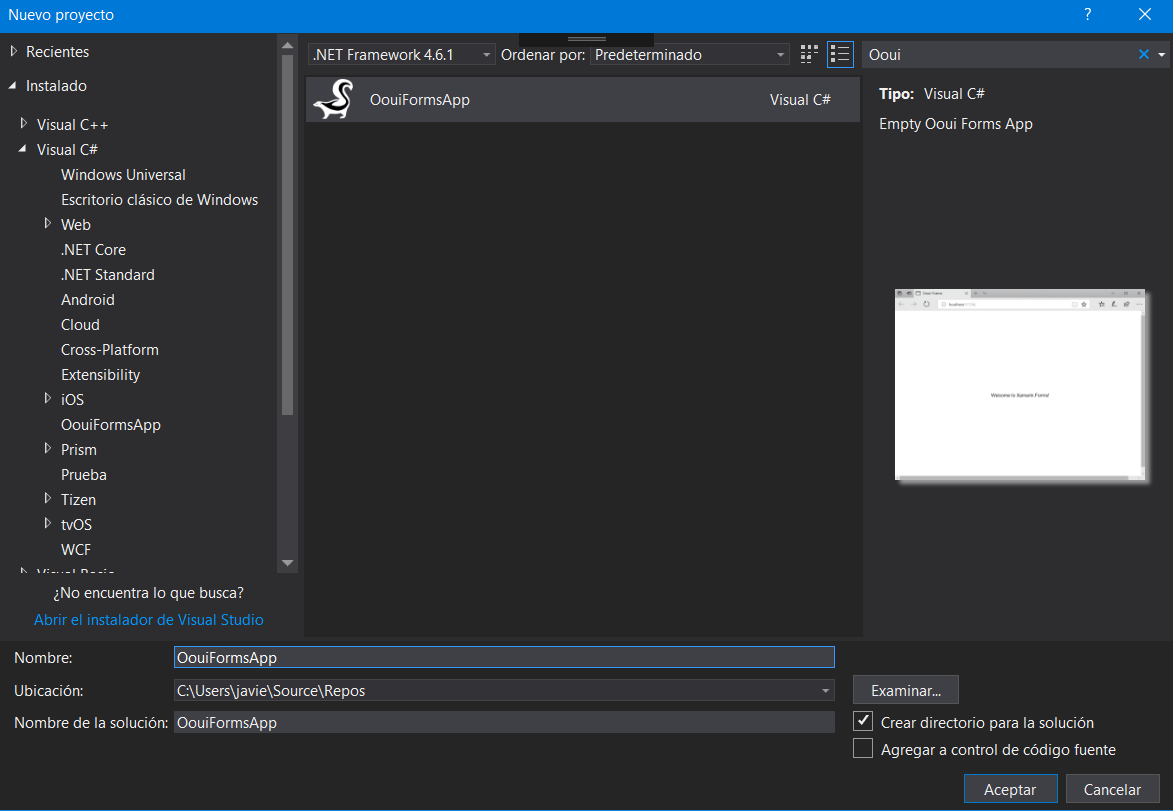 Nuevo proyecto
?
Recientes
Instalado
Visual C++
Visual C#
Windows Universal
Escritorio clásico de Windows
Web
.NET Core
.NET Standard
Android
Cloud
Cross-Platform
Extensibility
iOS
OouiFormsApp
Prism
Prueba
Tizen
tvOS
WCF
Visual Basic
¿No encuentra lo que busca?
Abrir el instalador de Visual Studio
.NET Framework 4.6.1
Ordenar por: Predeterminado
OouiFormsApp
Visual C#
Ooui
Tipo: Visual C#
Empty Ooui Forms App
Welcome to Xamarin.Forms!
Nombre:
OouiFormsApp
Ubicación:
C:\Users\javie\Source\Repos
Examinar...
Nombre de la solución:
OouiFormsApp
Crear directorio para la solución
Agregar a control de código fuente
Aceptar
Cancelar